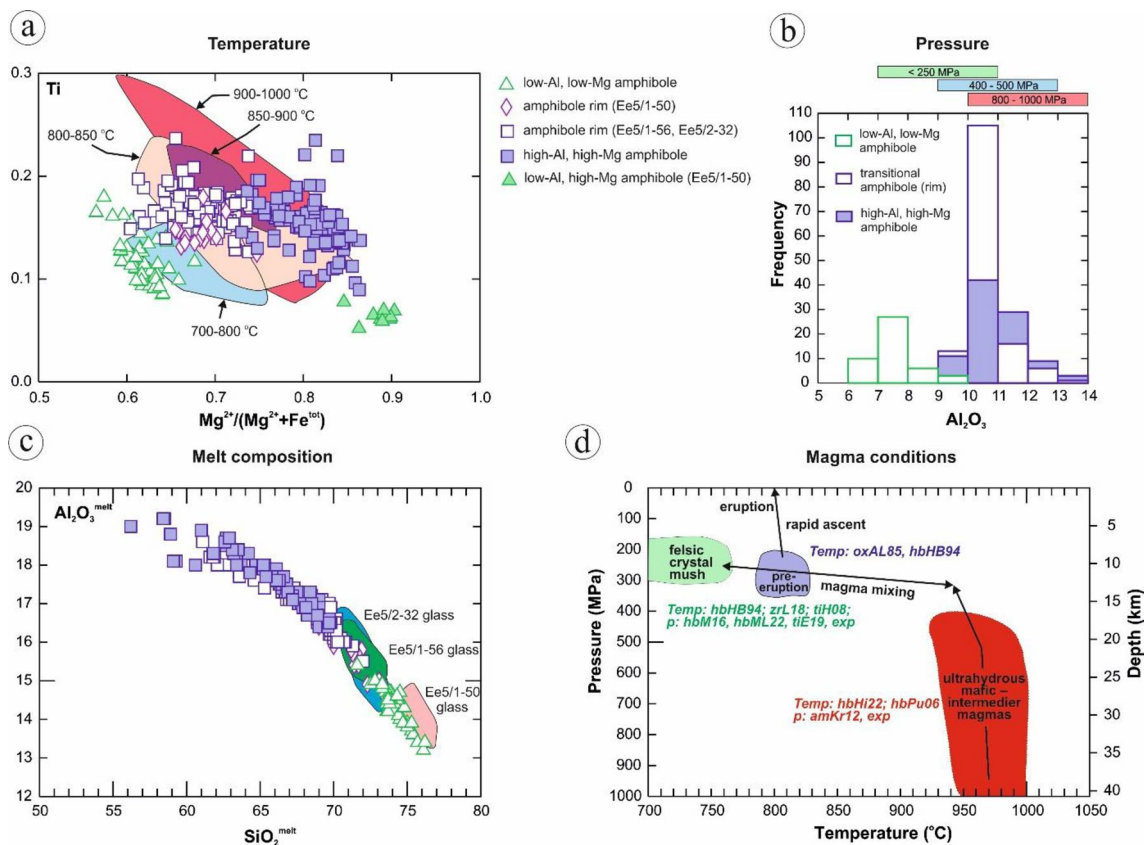 a
Temperature
0.3
0.2
0.1
0.0
Ti
900-1000 °C
850-900 °C
800-850 °C
700-800 °C
0.5 0.6 0.7 0.8 0.9 1.0
Mg²⁺/(Mg²⁺+Feᵗᵒᵗ)
low-Al, low-Mg amphibole
amphibole rim (Ee5/1-50)
amphibole rim (Ee5/1-56, Ee5/2-32)
high-Al, high-Mg amphibole
low-Al, high-Mg amphibole (Ee5/1-50)
b
Pressure
< 250 MPa
400 - 500 MPa
800 - 1000 MPa
110
100
90
80
70
60
50
40
30
20
10
0
Frequency
low-Al, low-Mg
amphibole
transitional
amphibole (rim)
high-Al, high-Mg
amphibole
5 6 7 8 9 10 11 12 13 14
Al₂O₃
c
Melt composition
20
19
18
17
16
15
14
13
12
Al₂O₃ᵐᵉˡᵗ
Ee5/2-32 glass
Ee5/1-56 glass
Ee5/1-50
glass
50 55 60 65 70 75 80
SiO₂ᵐᵉˡᵗ
d
Magma conditions
0
100
200
300
400
500
600
700
800
900
1000
Pressure (MPa)
eruption
rapid ascent
felsic
crystal
mush
pre-
eruption
Temp: oxAL85, hbHB94
magma mixing
Temp: hbHB94; zrL18; tiH08;
p: hbM16, hbML22, tiE19, exp
ultrahydrous
mafic –
intermedier
magmas
Temp: hbHi22; hbPu06
p: amKr12, exp
5
10
15
20
25
30
35
40
Depth (km)
700 750 800 850 900 950 1000 1050
Temperature (°C)